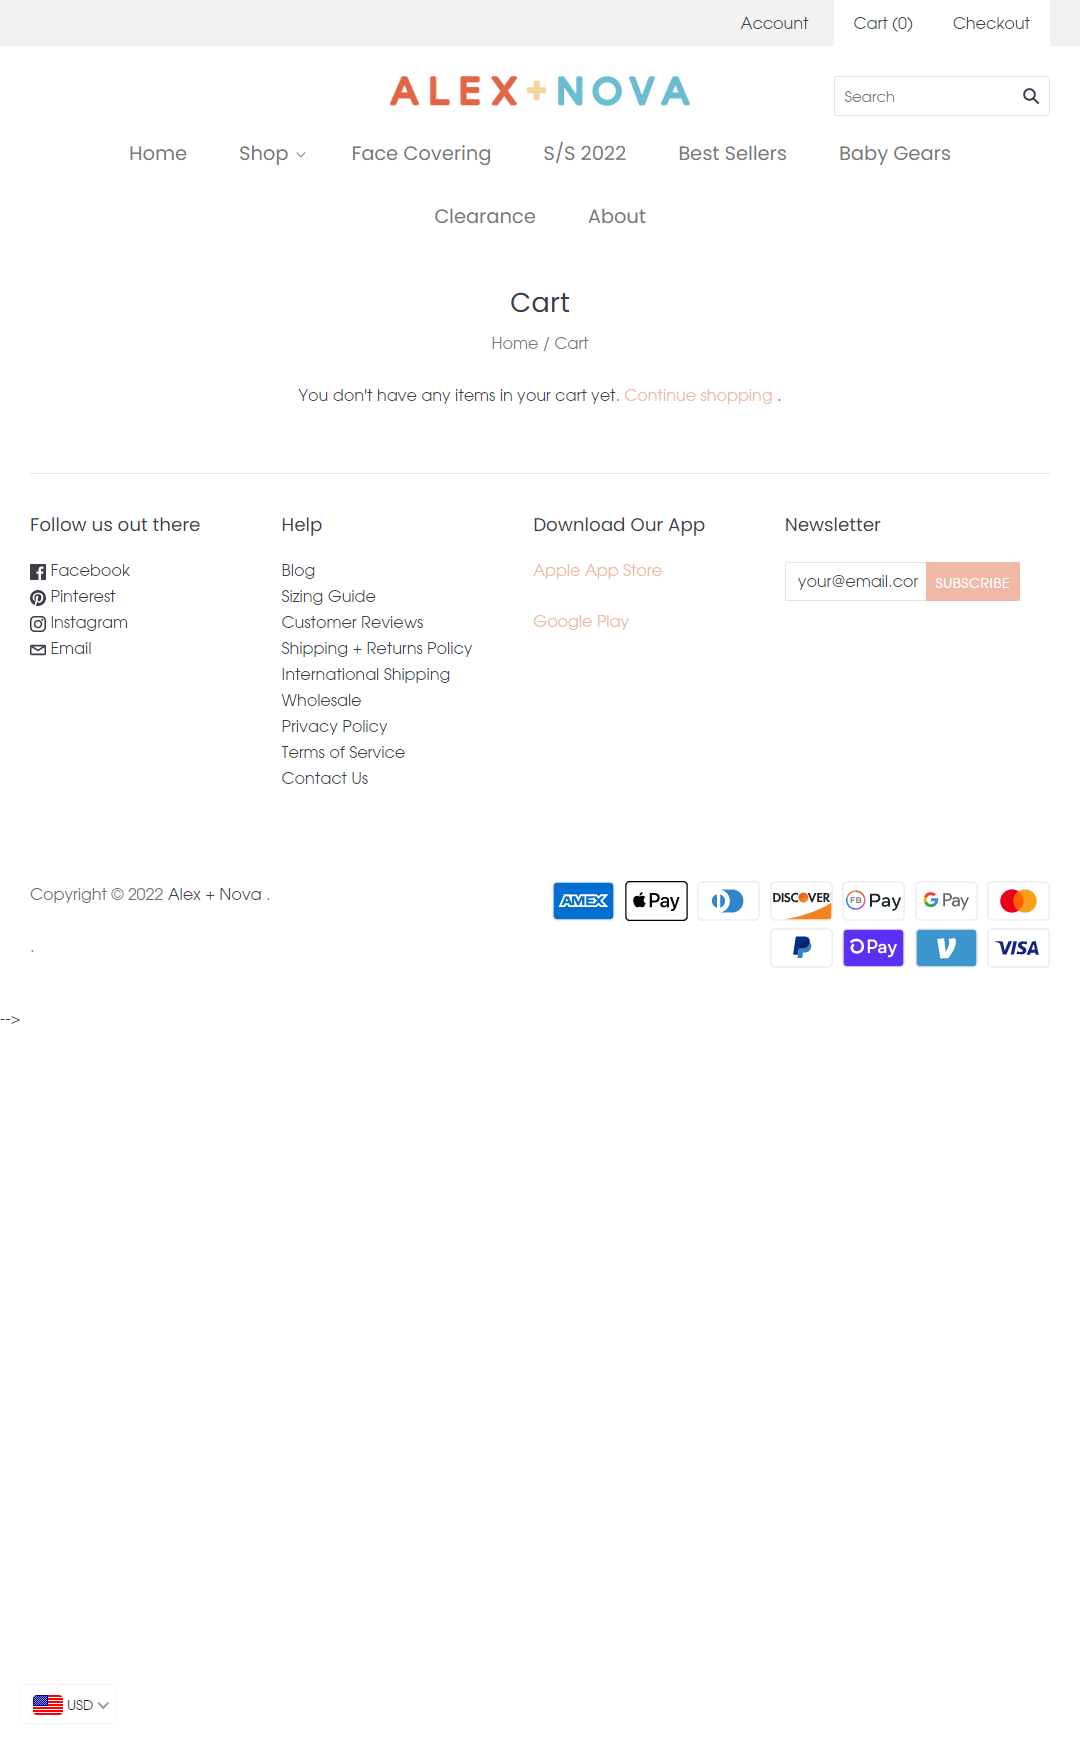 Account Cart (0) Checkout
ALEX+NOVA
Search
Home Shop Face Covering S/S 2022 Best Sellers Baby Gears
Clearance About
Cart
Home / Cart
You don't have any items in your cart yet. Continue shopping .
Follow us out there
Facebook
Pinterest
Instagram
Email
Help
Blog
Sizing Guide
Customer Reviews
Shipping + Returns Policy
International Shipping
Wholesale
Privacy Policy
Terms of Service
Contact Us
Download Our App
Apple App Store
Google Play
Newsletter
your@email.cor SUBSCRIBE
Copyright © 2022 Alex + Nova .
.
AMEX Pay DISCOVER FB Pay G Pay
P Pay V VISA
-->
USD